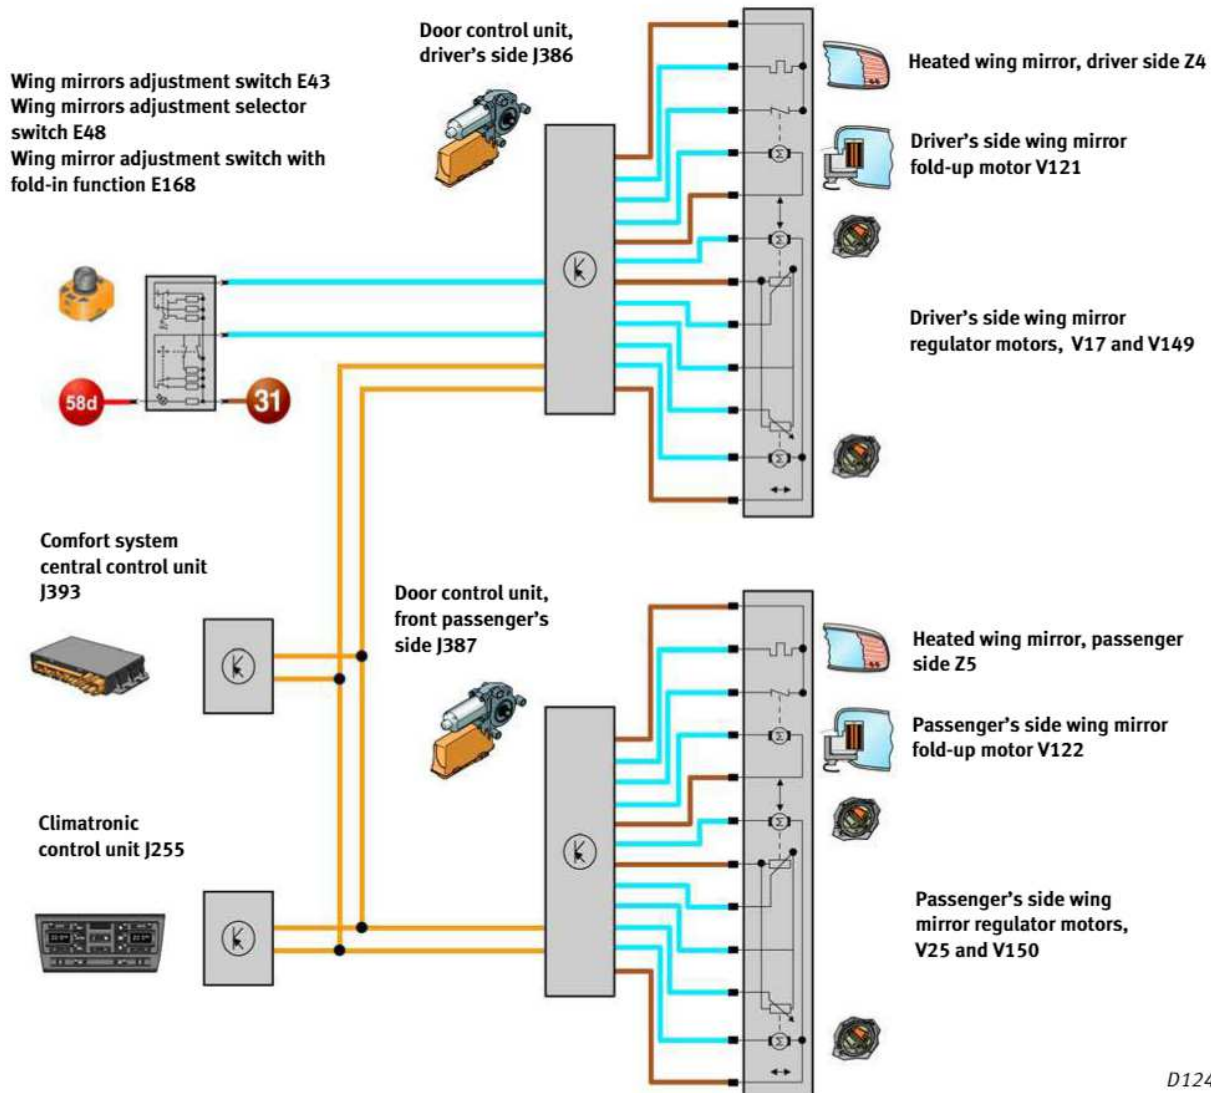 Door control unit,
driver's side J386
Wing mirrors adjustment switch E43
Wing mirrors adjustment selector
switch E48
Wing mirror adjustment switch with
fold-in function E168
Heated wing mirror, driver side Z4
Driver's side wing mirror
fold-up motor V121
Driver's side wing mirror
regulator motors, V17 and V149
58d
31
Comfort system
central control unit
J393
Door control unit,
front passenger's
side J387
Heated wing mirror, passenger
side Z5
Passenger's side wing mirror
fold-up motor V122
Climatronic
control unit J255
Passenger's side wing
mirror regulator motors,
V25 and V150
D124